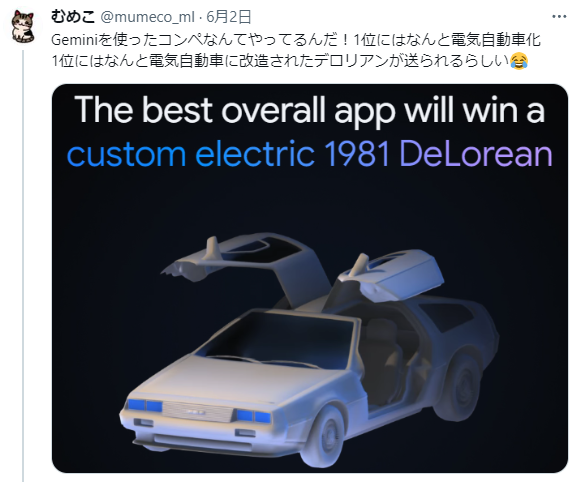 むめこ @mumeco_ml · 6月2日
Geminiを使ったコンペなんてやってるんだ！1位にはなんと電気自動車化
1位にはなんと電気自動車に改造されたデロリアンが送られるらしい😂
The best overall app will win a
custom electric 1981 DeLorean